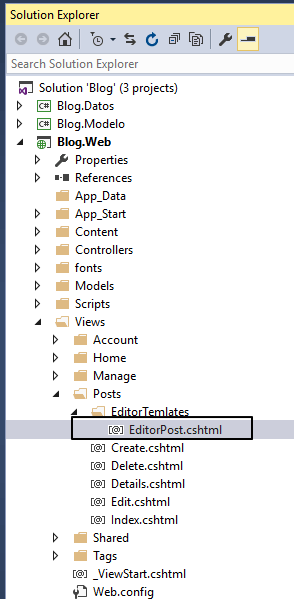 Solution Explorer
Search Solution Explorer
Solution 'Blog' (3 projects)
C# Blog.Datos
C# Blog.Modelo
Blog.Web
Properties
References
App_Data
App_Start
Content
Controllers
fonts
Models
Scripts
Views
Account
Home
Manage
Posts
EditorTemlates
[@] EditorPost.cshtml
[@] Create.cshtml
[@] Delete.cshtml
[@] Details.cshtml
[@] Edit.cshtml
[@] Index.cshtml
Shared
Tags
[@] _ViewStart.cshtml
Web.config